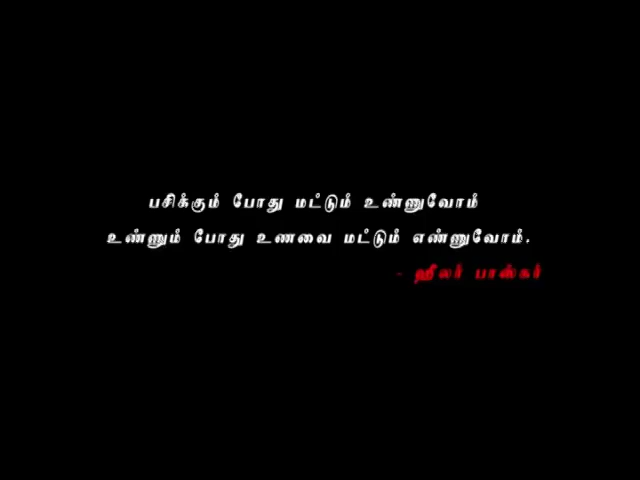 பசிக்கும் போது மட்டும் உண்ணுவோம்
உண்ணும் போது உணவை மட்டும் எண்ணுவோம்.
- ஹீலர் பாஸ்கர்